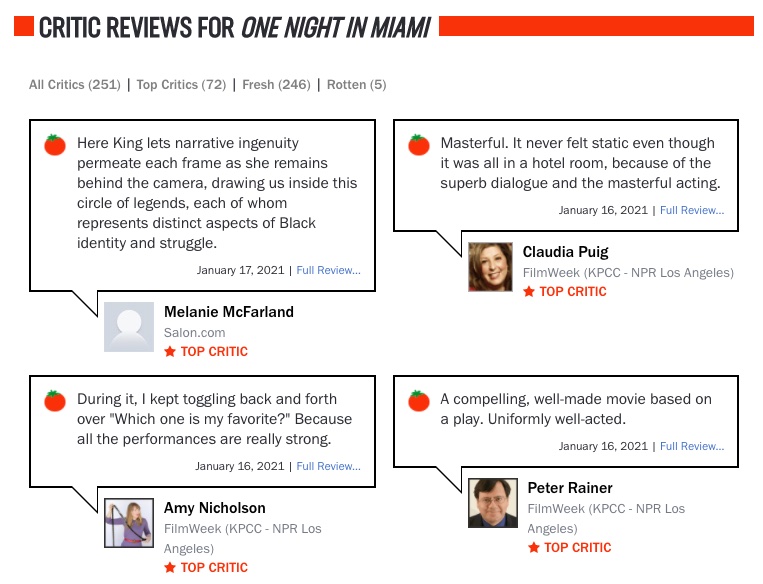 CRITIC REVIEWS FOR ONE NIGHT IN MIAMI
All Critics (251) | Top Critics (72) | Fresh (246) | Rotten (5)
Here King lets narrative ingenuity
permeate each frame as she remains
behind the camera, drawing us inside this
circle of legends, each of whom
represents distinct aspects of Black
identity and struggle.
January 17, 2021 | Full Review...
Melanie McFarland
Salon.com
TOP CRITIC
Masterful. It never felt static even though
it was all in a hotel room, because of the
superb dialogue and the masterful acting.
January 16, 2021 | Full Review...
Claudia Puig
FilmWeek (KPCC - NPR Los Angeles)
TOP CRITIC
During it, I kept toggling back and forth
over "Which one is my favorite?" Because
all the performances are really strong.
January 16, 2021 | Full Review...
Amy Nicholson
FilmWeek (KPCC - NPR Los
Angeles)
TOP CRITIC
A compelling, well-made movie based on
a play. Uniformly well-acted.
January 16, 2021 | Full Review...
Peter Rainer
FilmWeek (KPCC - NPR Los
Angeles)
TOP CRITIC